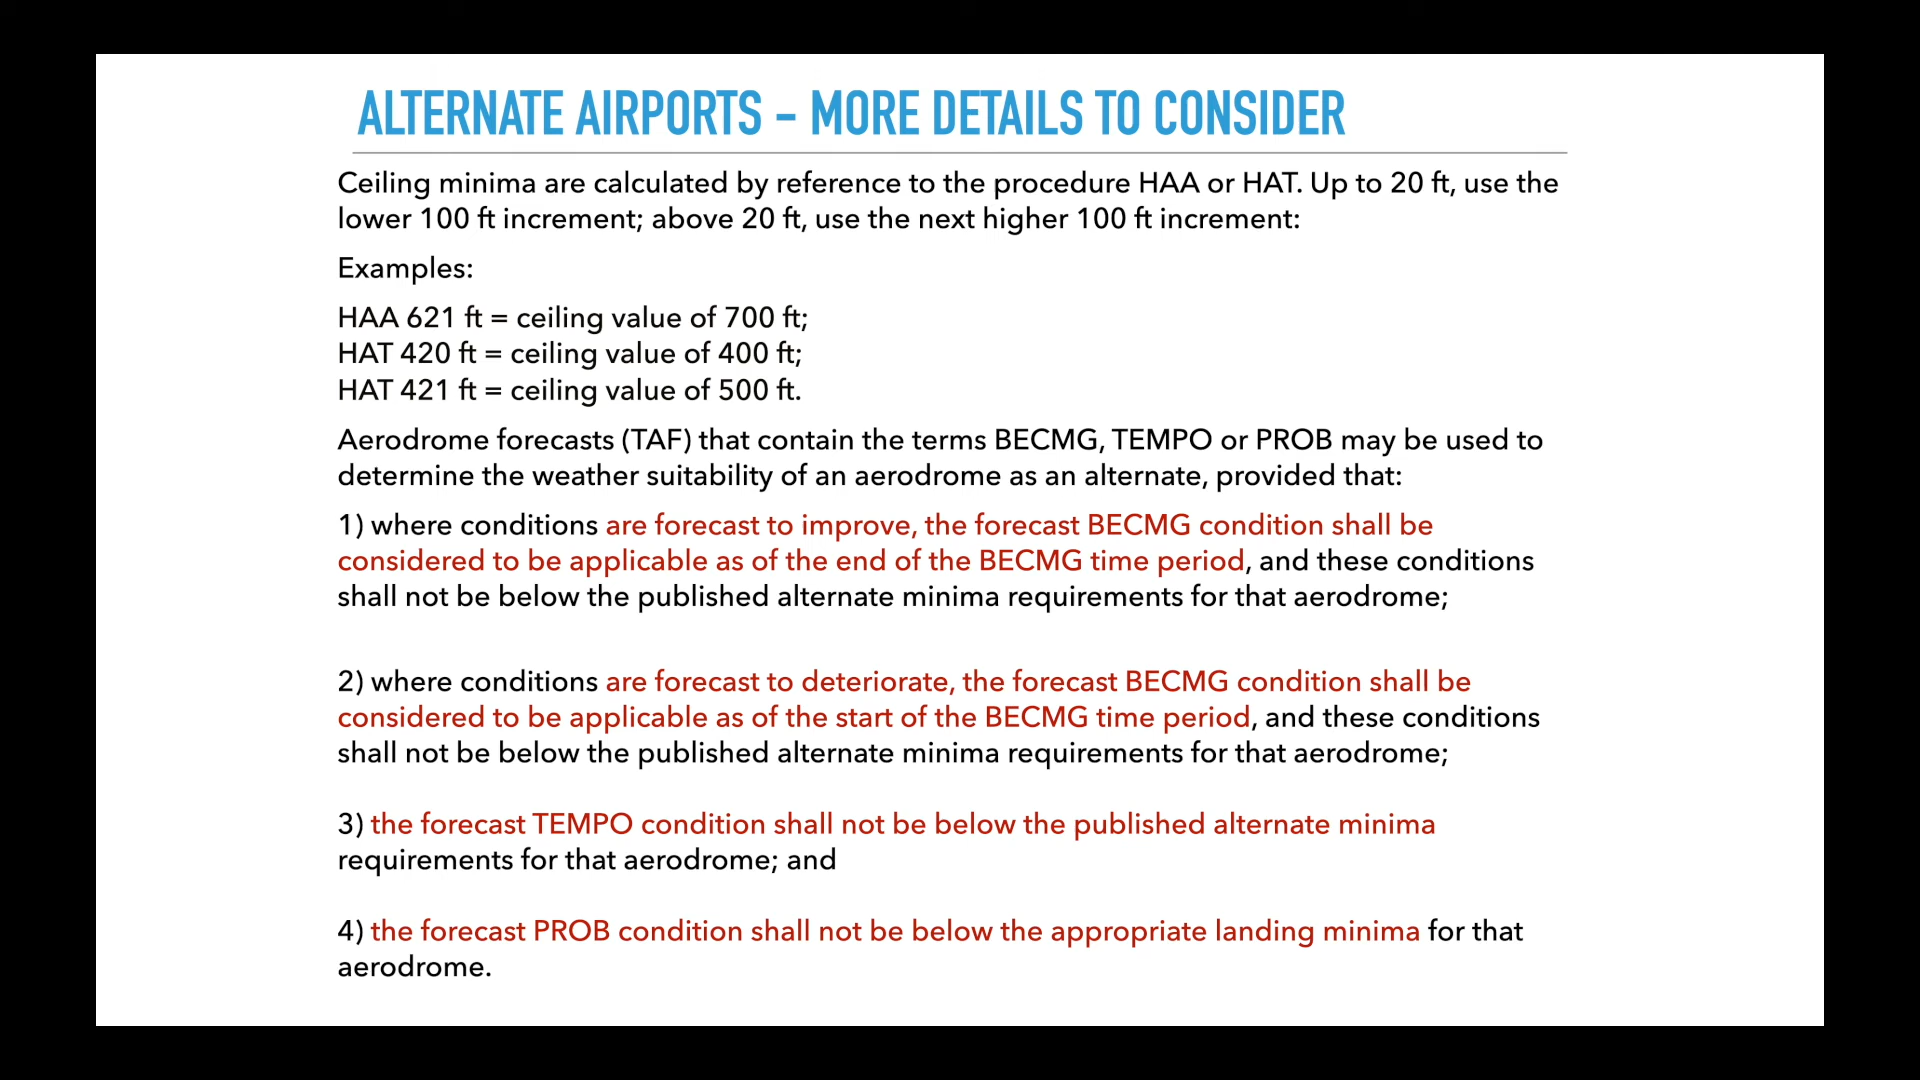 ALTERNATE AIRPORTS – MORE DETAILS TO CONSIDER
Ceiling minima are calculated by reference to the procedure HAA or HAT. Up to 20 ft, use the
lower 100 ft increment; above 20 ft, use the next higher 100 ft increment:
Examples:
HAA 621 ft = ceiling value of 700 ft;
HAT 420 ft = ceiling value of 400 ft;
HAT 421 ft = ceiling value of 500 ft.
Aerodrome forecasts (TAF) that contain the terms BECMG, TEMPO or PROB may be used to
determine the weather suitability of an aerodrome as an alternate, provided that:
1) where conditions are forecast to improve, the forecast BECMG condition shall be
considered to be applicable as of the end of the BECMG time period, and these conditions
shall not be below the published alternate minima requirements for that aerodrome;
2) where conditions are forecast to deteriorate, the forecast BECMG condition shall be
considered to be applicable as of the start of the BECMG time period, and these conditions
shall not be below the published alternate minima requirements for that aerodrome;
3) the forecast TEMPO condition shall not be below the published alternate minima
requirements for that aerodrome; and
4) the forecast PROB condition shall not be below the appropriate landing minima for that
aerodrome.